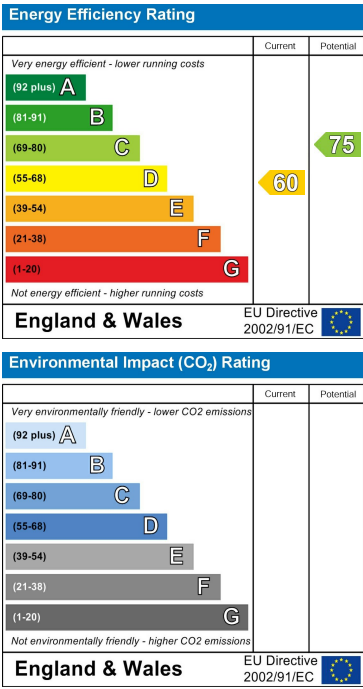 Energy Efficiency Rating
Current Potential
Very energy efficient - lower running costs
(92 plus) A
(81-91) B
(69-80) C
75
(55-68) D
60
(39-54) E
(21-38) F
(1-20) G
Not energy efficient - higher running costs
England & Wales
EU Directive
2002/91/EC
Environmental Impact (CO₂) Rating
Current Potential
Very environmentally friendly - lower CO2 emissions
(92 plus) A
(81-91) B
(69-80) C
(55-68) D
(39-54) E
(21-38) F
(1-20) G
Not environmentally friendly - higher CO2 emissions
England & Wales
EU Directive
2002/91/EC